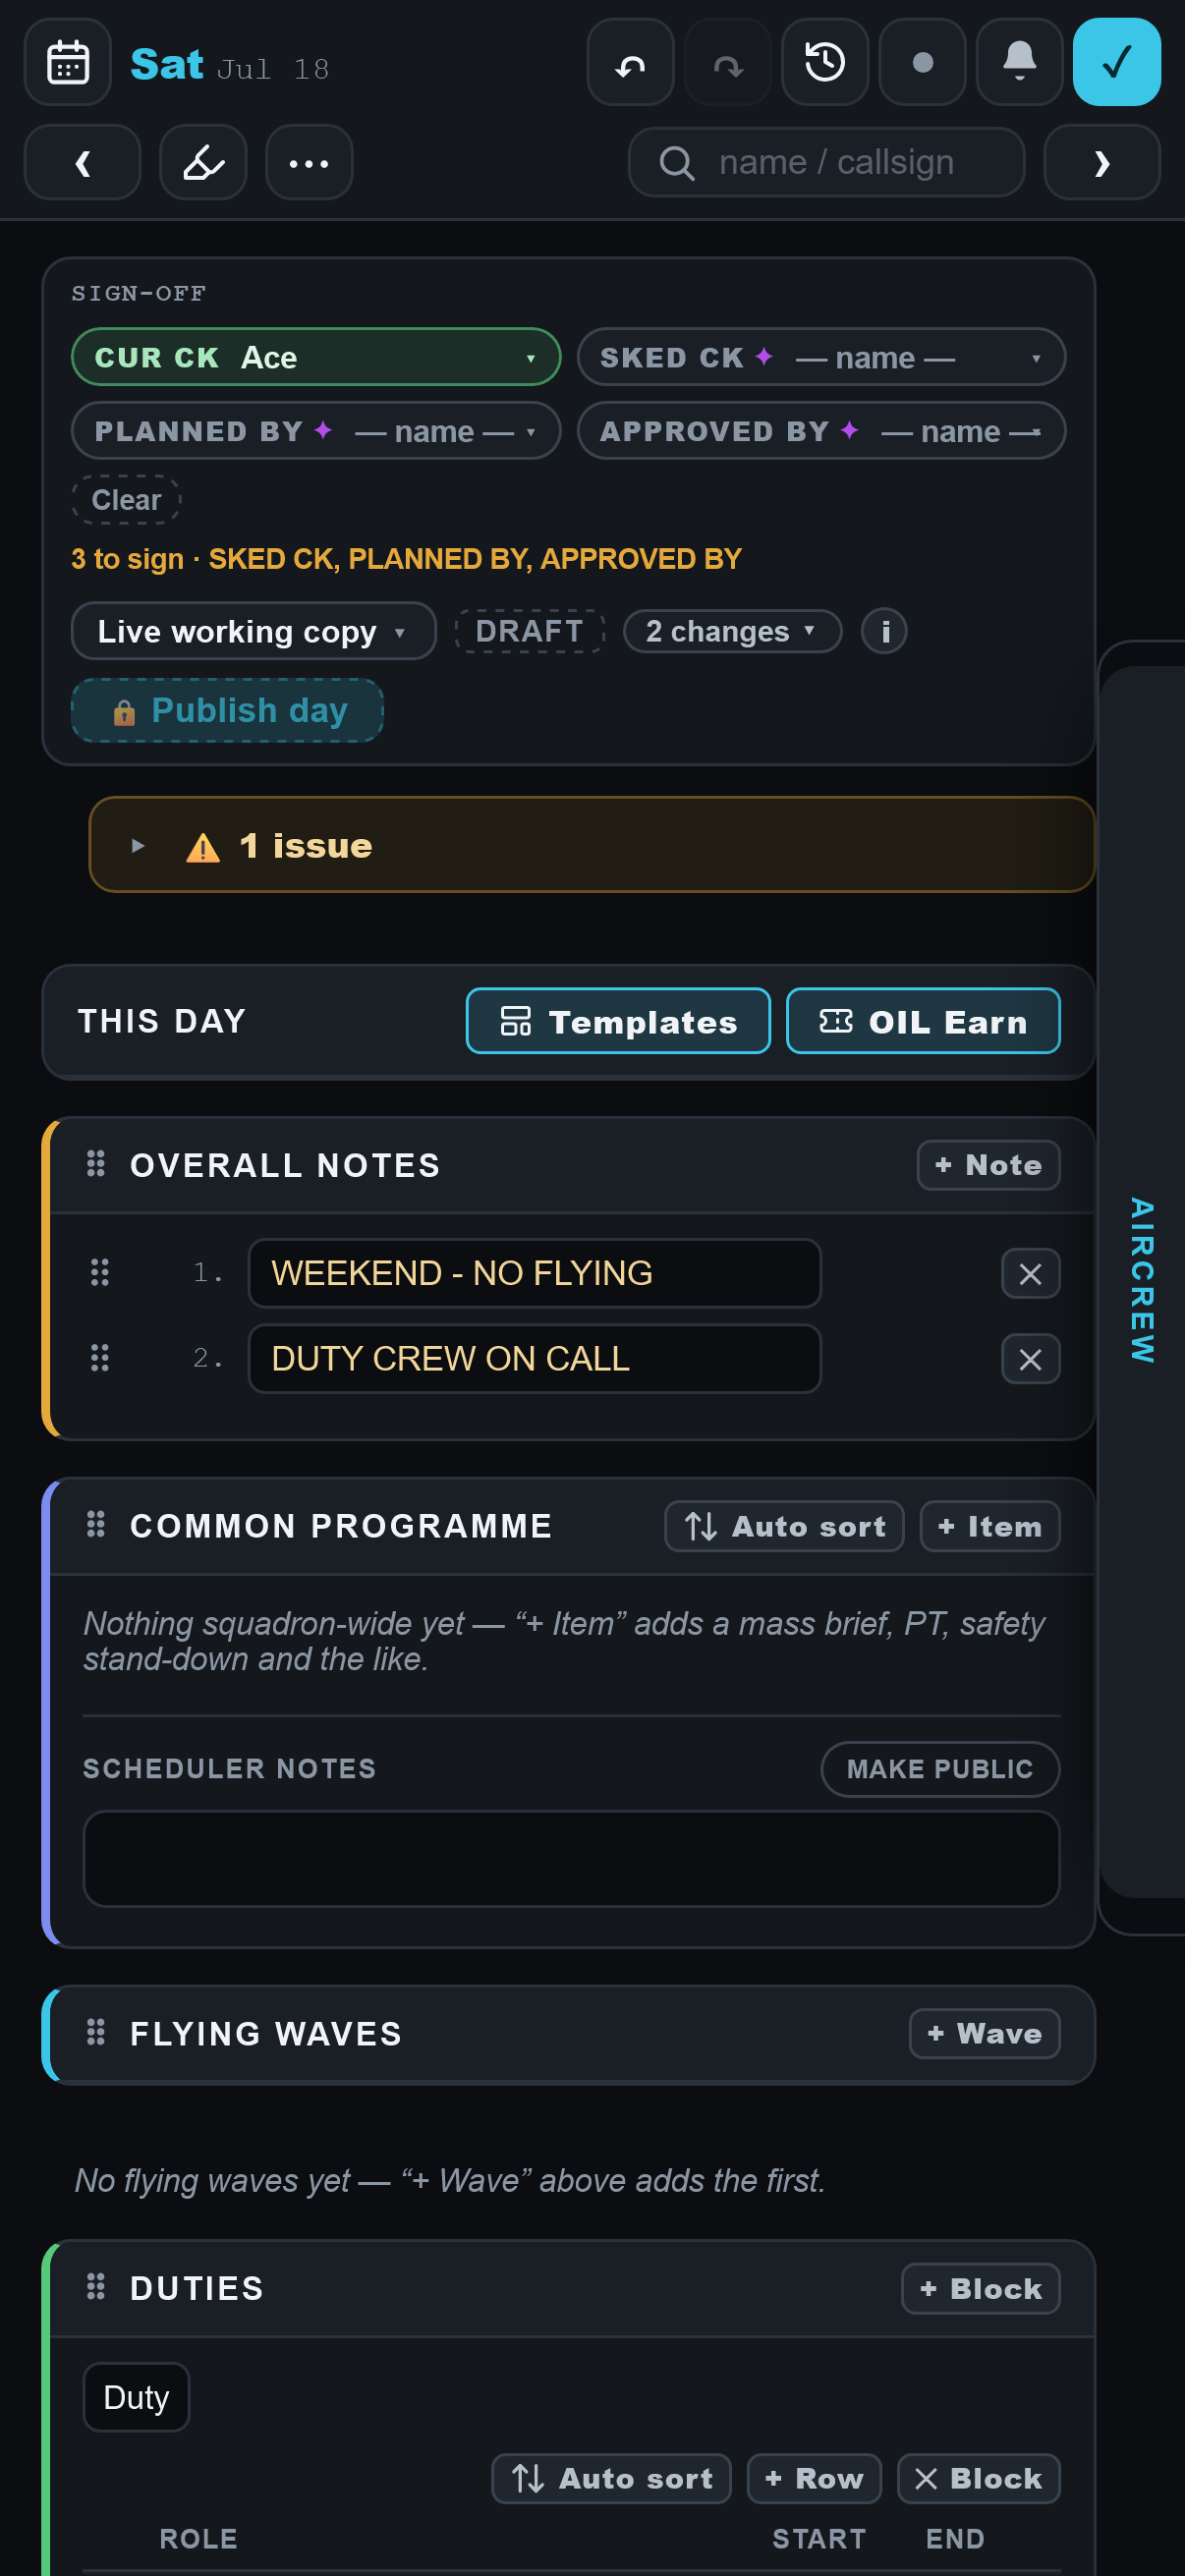 Sat Jul 18
name / callsign
SIGN-OFF
CUR CK Ace
SKED CK — name —
PLANNED BY — name —
APPROVED BY — name —
Clear
3 to sign · SKED CK, PLANNED BY, APPROVED BY
Live working copy DRAFT 2 changes i
Publish day
1 issue
THIS DAY Templates OIL Earn
AIRCREW
OVERALL NOTES + Note
1. WEEKEND - NO FLYING
2. DUTY CREW ON CALL
COMMON PROGRAMME Auto sort + Item
Nothing squadron-wide yet — “+ Item” adds a mass brief, PT, safety
stand-down and the like.
SCHEDULER NOTES MAKE PUBLIC
FLYING WAVES + Wave
No flying waves yet — “+ Wave” above adds the first.
DUTIES + Block
Duty
Auto sort + Row × Block
ROLE START END